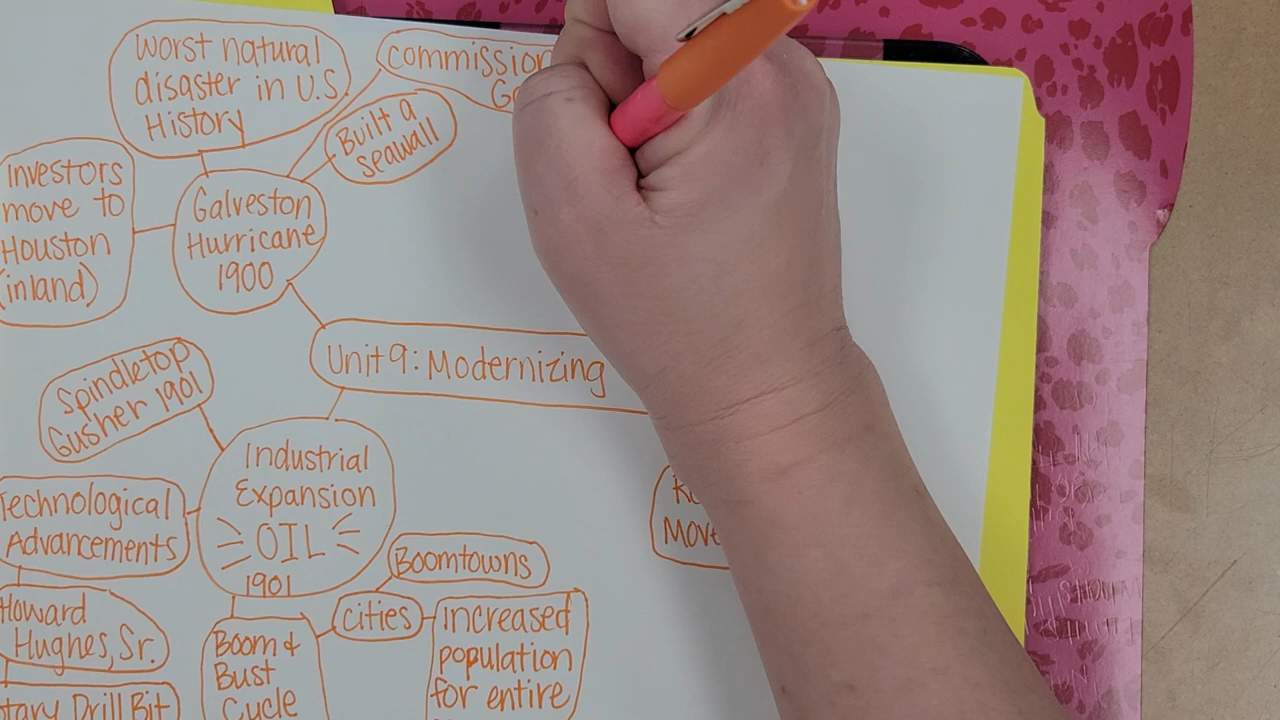 worst natural
disaster in U.S.
History
commission
Built a
seawall
Investors
move to
Houston
(inland)
Galveston
Hurricane
1900
Unit 9: Modernizing
Spindletop
Gusher 1901
Industrial
Expansion
OIL
1901
Technological
Advancements
Howard
Hughes, Sr.
Drill Bit
Boom &
Bust
Cycle
cities
Boomtowns
increased
population
for entire